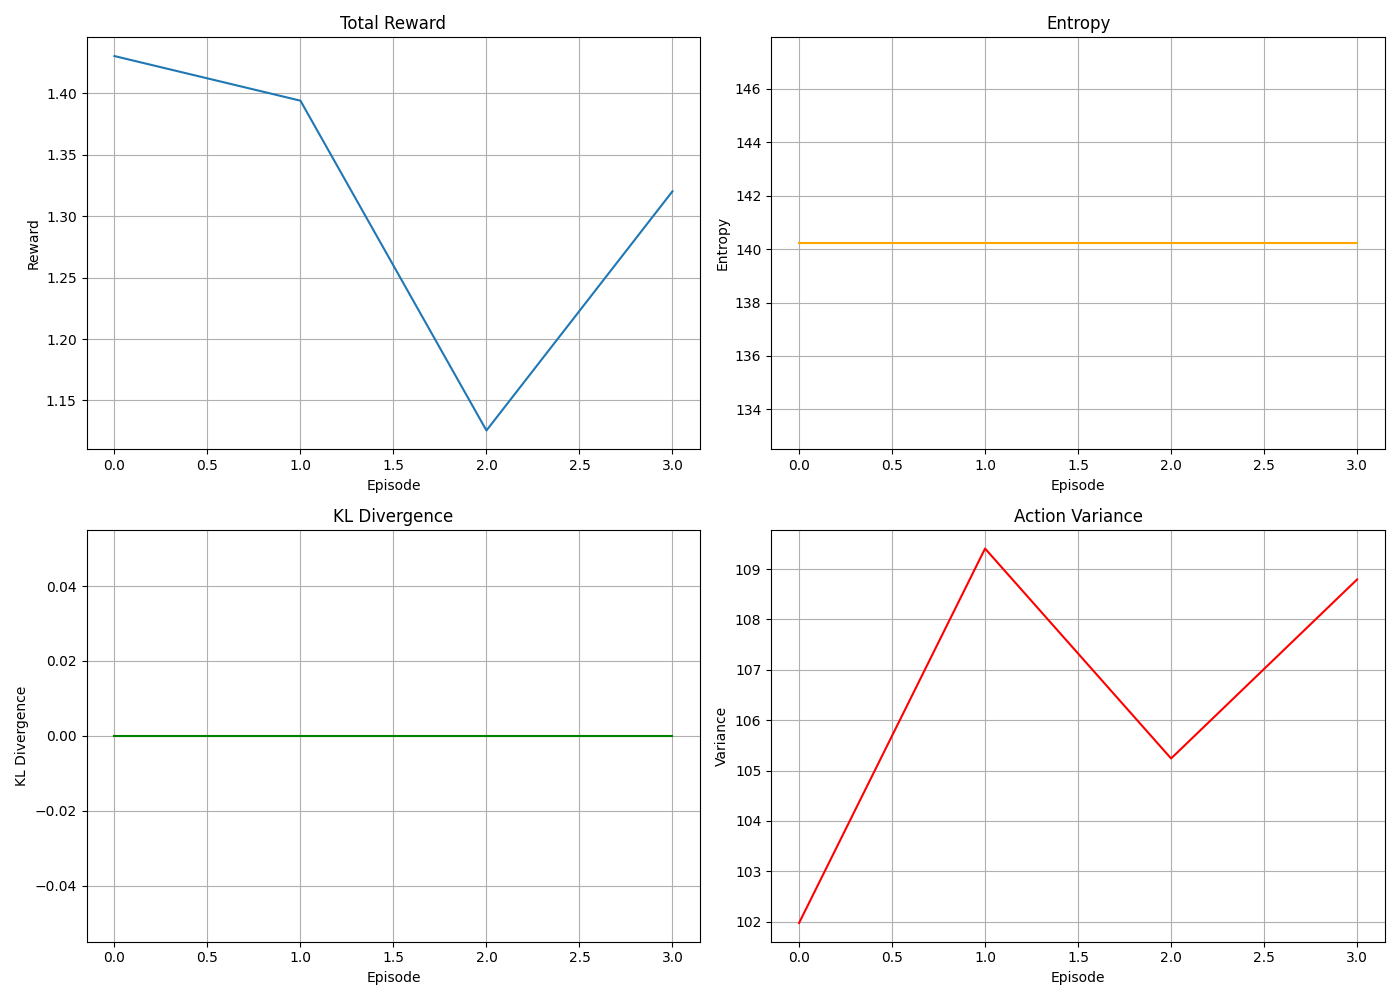 Total Reward
Reward
1.40
1.35
1.30
1.25
1.20
1.15
0.0 0.5 1.0 1.5 2.0 2.5 3.0
Episode
Entropy
Entropy
146
144
142
140
138
136
134
0.0 0.5 1.0 1.5 2.0 2.5 3.0
Episode
KL Divergence
KL Divergence
0.04
0.02
0.00
−0.02
−0.04
0.0 0.5 1.0 1.5 2.0 2.5 3.0
Episode
Action Variance
Variance
109
108
107
106
105
104
103
102
0.0 0.5 1.0 1.5 2.0 2.5 3.0
Episode